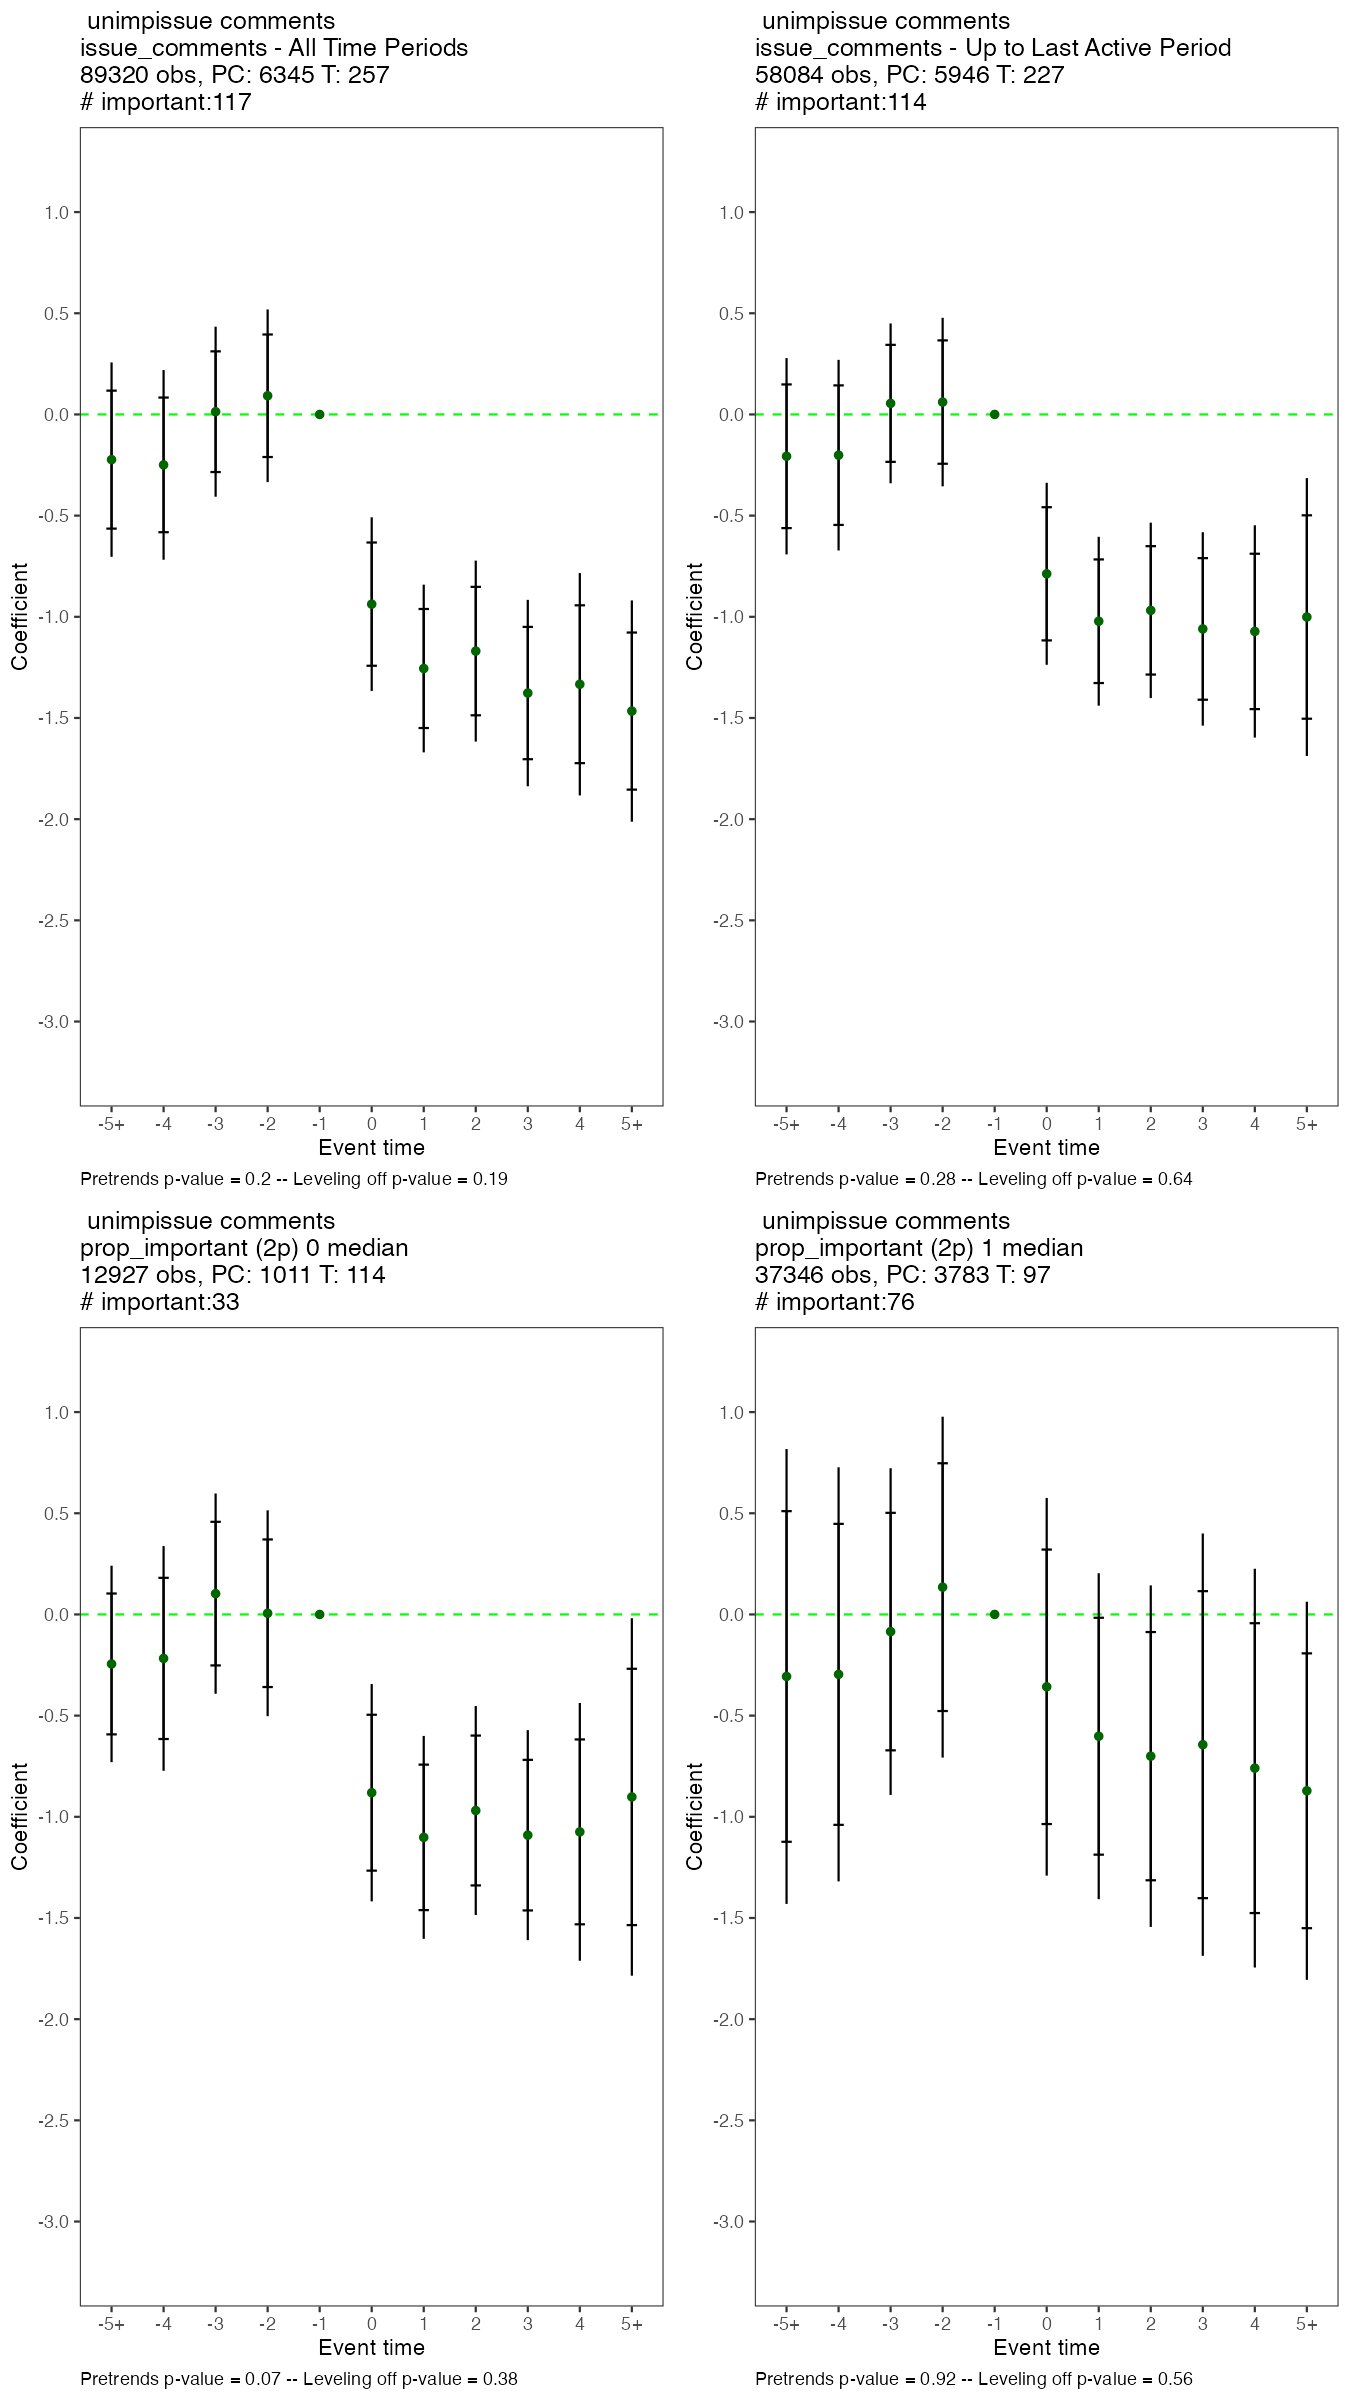 unimpissue comments
issue_comments - All Time Periods
89320 obs, PC: 6345 T: 257
# important:117
Coefficient
1.0
0.5
0.0
-0.5
-1.0
-1.5
-2.0
-2.5
-3.0
-5+ -4 -3 -2 -1 0 1 2 3 4 5+
Event time
Pretrends p-value = 0.2 -- Leveling off p-value = 0.19
unimpissue comments
issue_comments - Up to Last Active Period
58084 obs, PC: 5946 T: 227
# important:114
Coefficient
1.0
0.5
0.0
-0.5
-1.0
-1.5
-2.0
-2.5
-3.0
-5+ -4 -3 -2 -1 0 1 2 3 4 5+
Event time
Pretrends p-value = 0.28 -- Leveling off p-value = 0.64
unimpissue comments
prop_important (2p) 0 median
12927 obs, PC: 1011 T: 114
# important:33
Coefficient
1.0
0.5
0.0
-0.5
-1.0
-1.5
-2.0
-2.5
-3.0
-5+ -4 -3 -2 -1 0 1 2 3 4 5+
Event time
Pretrends p-value = 0.07 -- Leveling off p-value = 0.38
unimpissue comments
prop_important (2p) 1 median
37346 obs, PC: 3783 T: 97
# important:76
Coefficient
1.0
0.5
0.0
-0.5
-1.0
-1.5
-2.0
-2.5
-3.0
-5+ -4 -3 -2 -1 0 1 2 3 4 5+
Event time
Pretrends p-value = 0.92 -- Leveling off p-value = 0.56